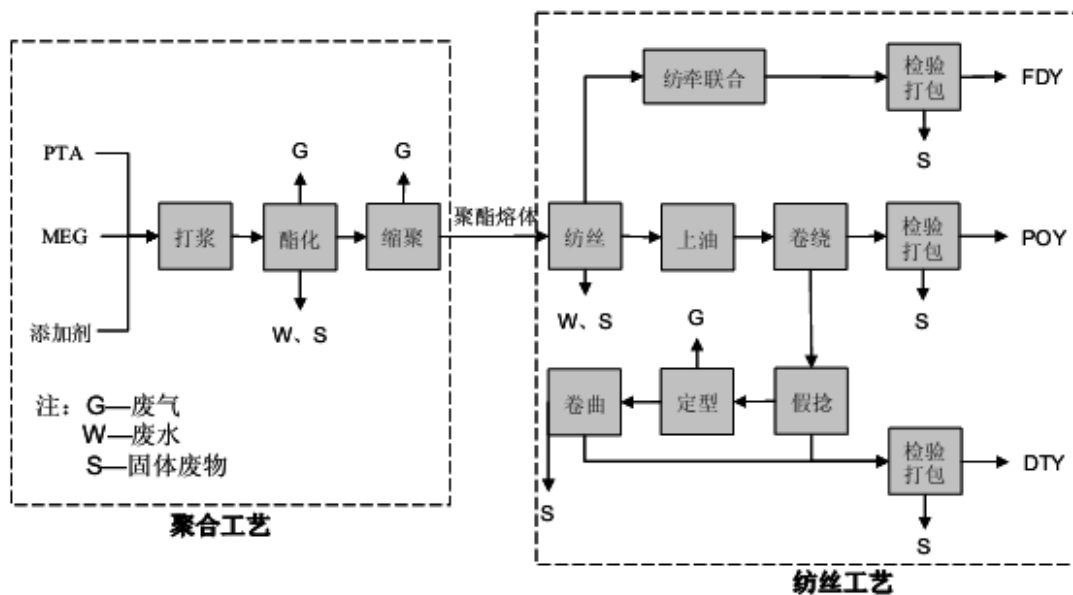 PTA
MEG
添加剂
打浆
酯化
缩聚
G
G
W、S
聚酯熔体
注：G—废气
W—废水
S—固体废物
聚合工艺
纺牵联合
检验
打包
FDY
S
纺丝
上油
卷绕
检验
打包
POY
W、S
S
G
卷曲
定型
假捻
S
检验
打包
DTY
S
纺丝工艺